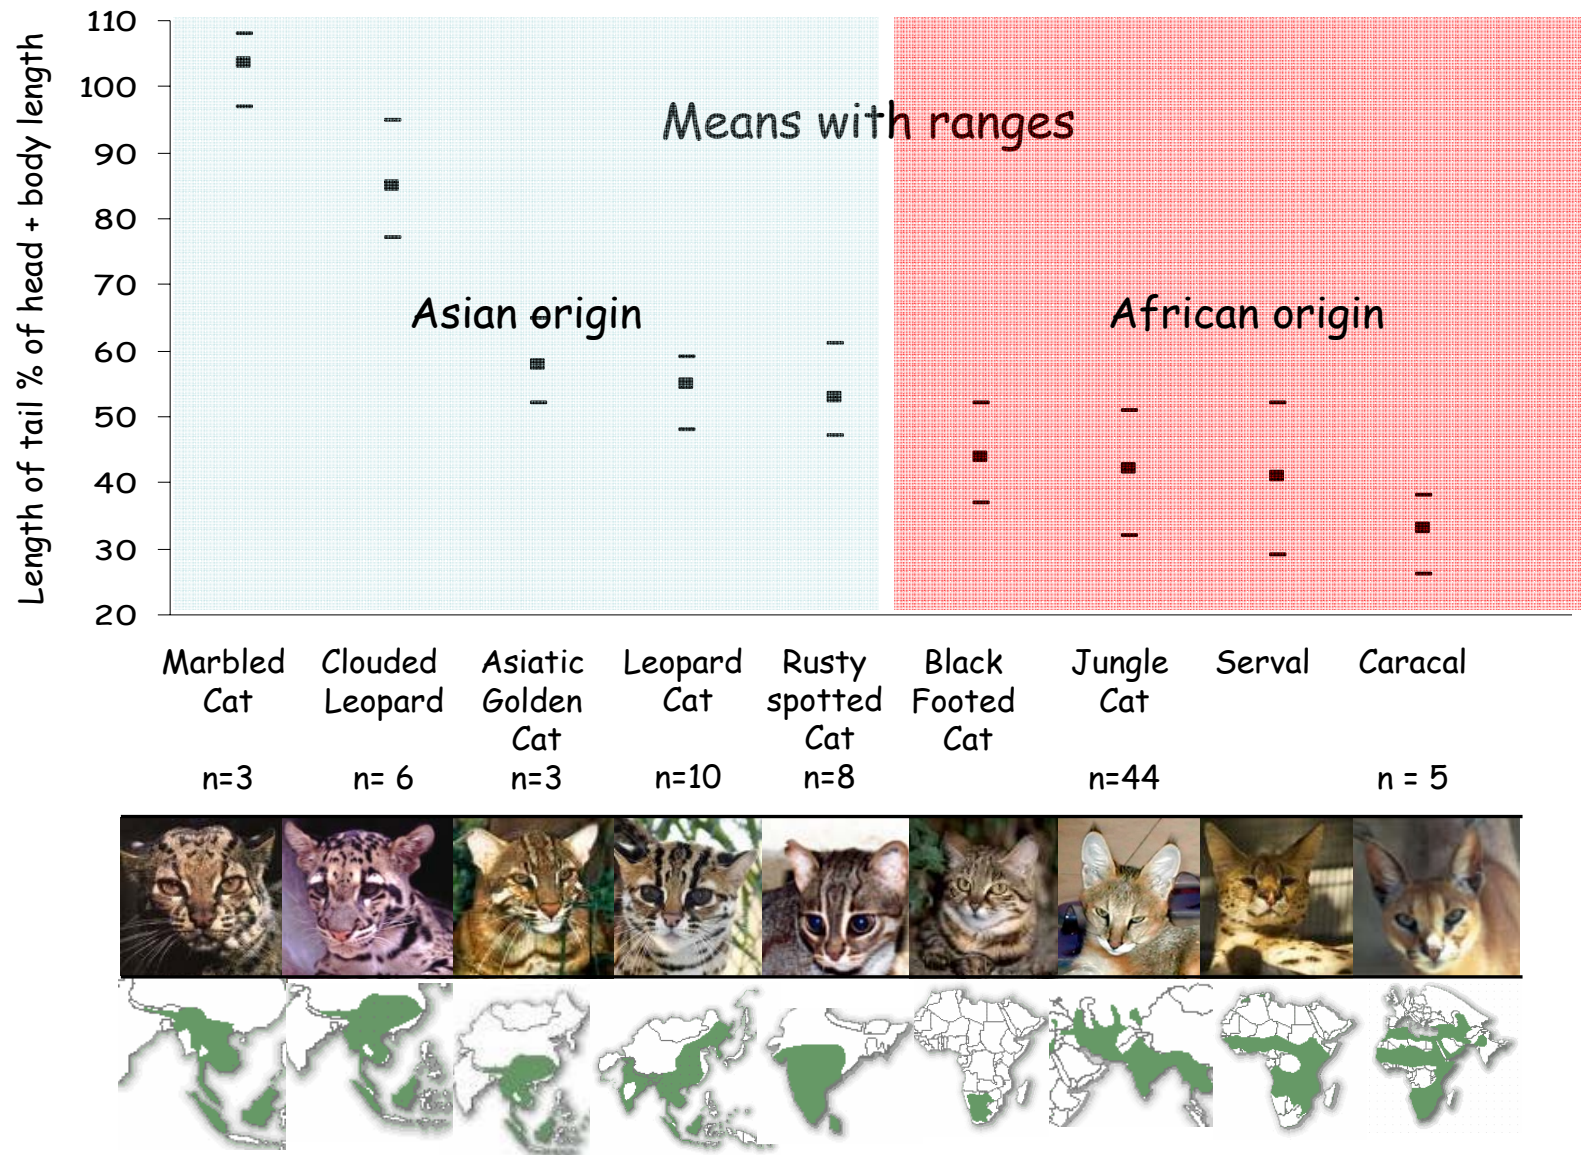 Length of tail % of head + body length
110
100
90
80
70
60
50
40
30
20
Means with ranges
Asian origin
African origin
Marbled
Cat
n=3
Clouded
Leopard
n= 6
Asiatic
Golden
Cat
n=3
Leopard
Cat
n=10
Rusty
spotted
Cat
n=8
Black
Footed
Cat
Jungle
Cat
n=44
Serval
Caracal
n = 5